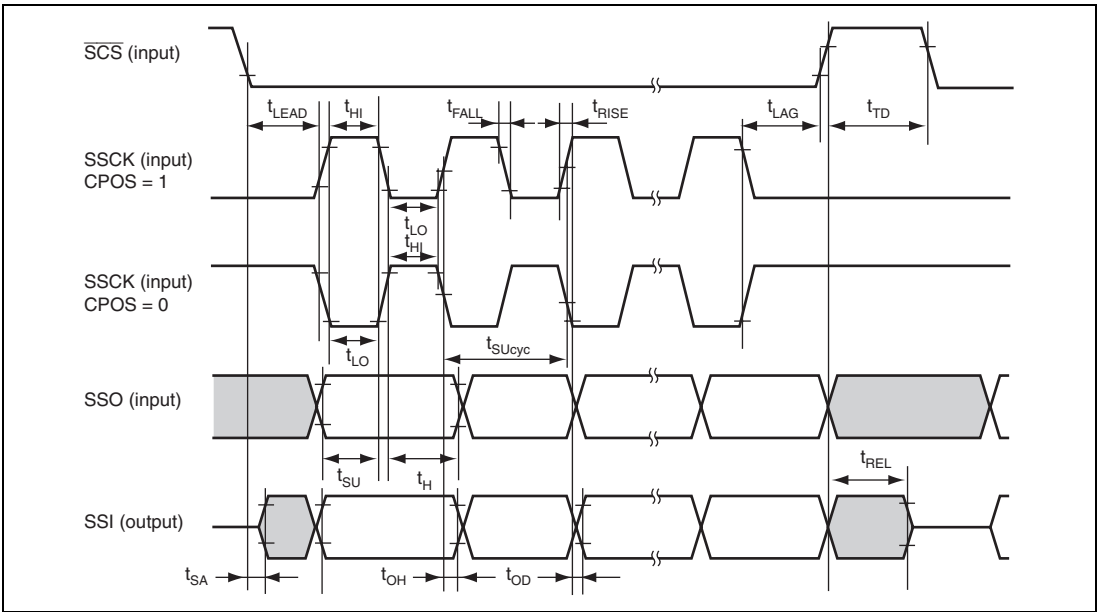 SCS (input)
tLEAD
tHI
tFALL
tRISE
tLAG
tTD
SSCK (input)
CPOS = 1
tLO
tHI
SSCK (input)
CPOS = 0
tLO
tSUcyc
SSO (input)
tSU
tH
tREL
SSI (output)
tSA
tOH
tOD